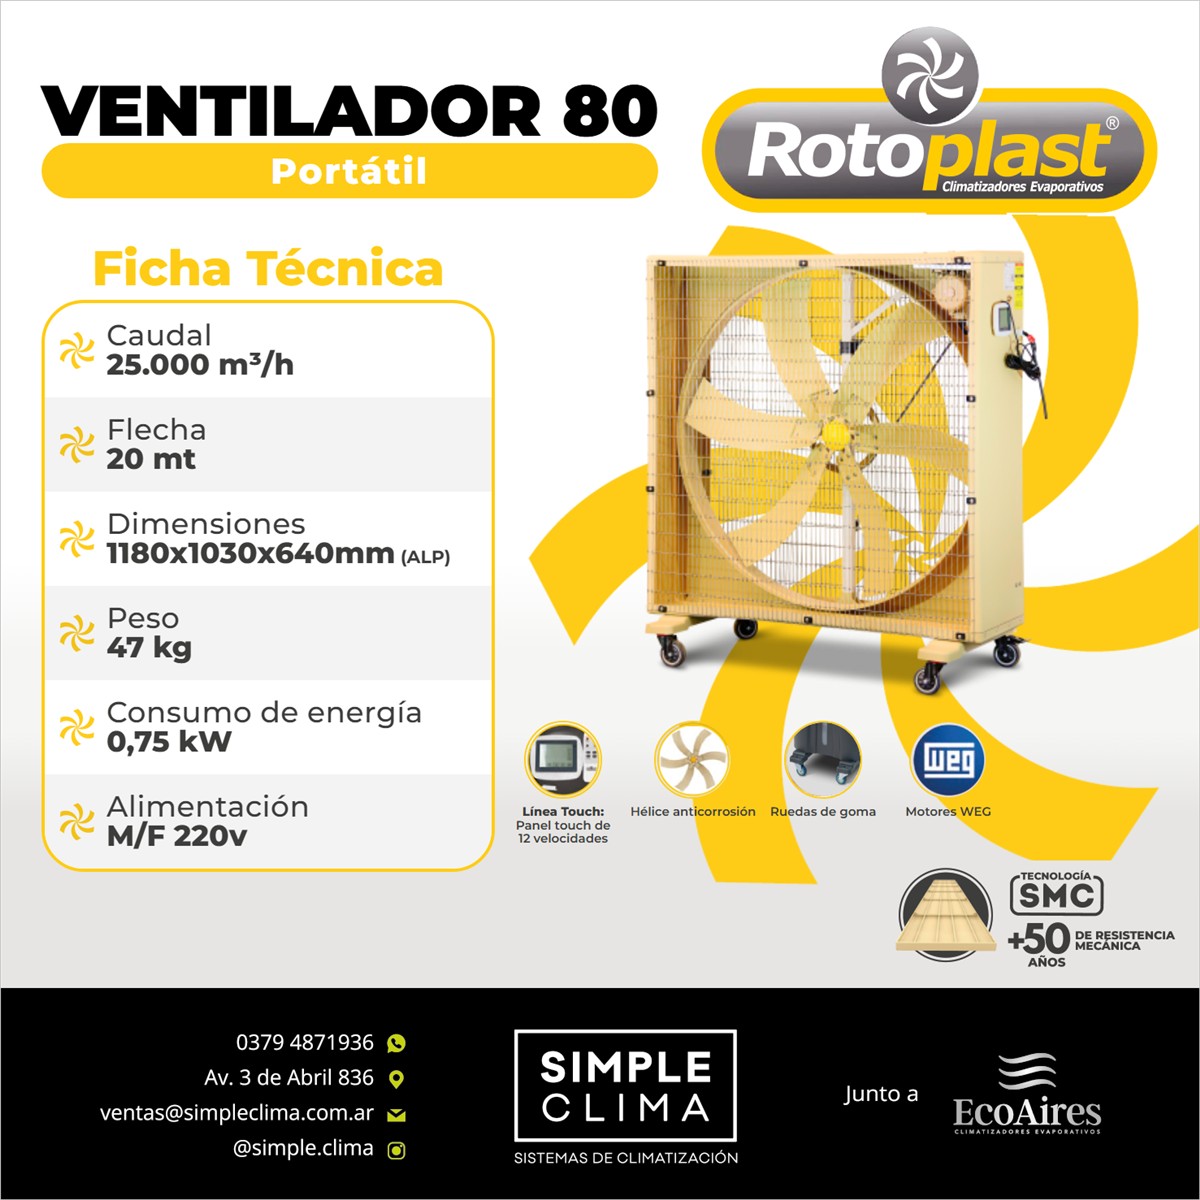 VENTILADOR 80
Portátil
Rotoplast®
Climatizadores Evaporativos
Ficha Técnica
Caudal
25.000 m³/h
Flecha
20 mt
Dimensiones
1180x1030x640mm (ALP)
Peso
47 kg
Consumo de energía
0,75 kW
Alimentación
M/F 220v
Línea Touch:
Panel touch de
12 velocidades
Hélice anticorrosión
Ruedas de goma
WEG
Motores WEG
TECNOLOGÍA
SMC
+50
AÑOS
DE RESISTENCIA
MECÁNICA
0379 4871936
Av. 3 de Abril 836
ventas@simpleclima.com.ar
@simple.clima
SIMPLE
CLIMA
SISTEMAS DE CLIMATIZACIÓN
Junto a
EcoAires
CLIMATIZADORES EVAPORATIVOS